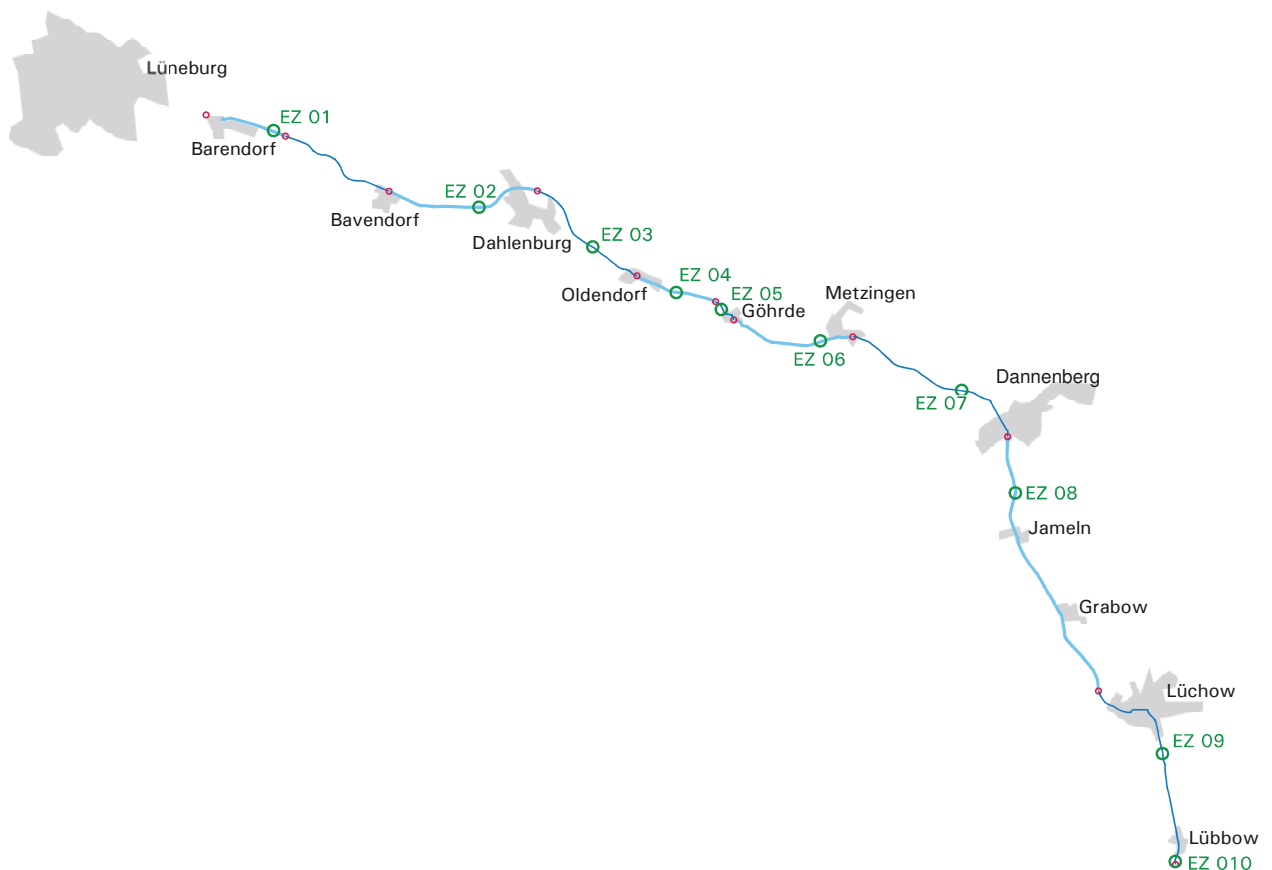 Lüneburg
EZ 01
Barendorf
EZ 02
Bavendorf
EZ 03
Dahlenburg
EZ 04
Oldendorf
EZ 05
Metzingen
Göhrde
EZ 06
Dannenberg
EZ 07
EZ 08
Jameln
Grabow
Lüchow
EZ 09
Lübbow
EZ 010